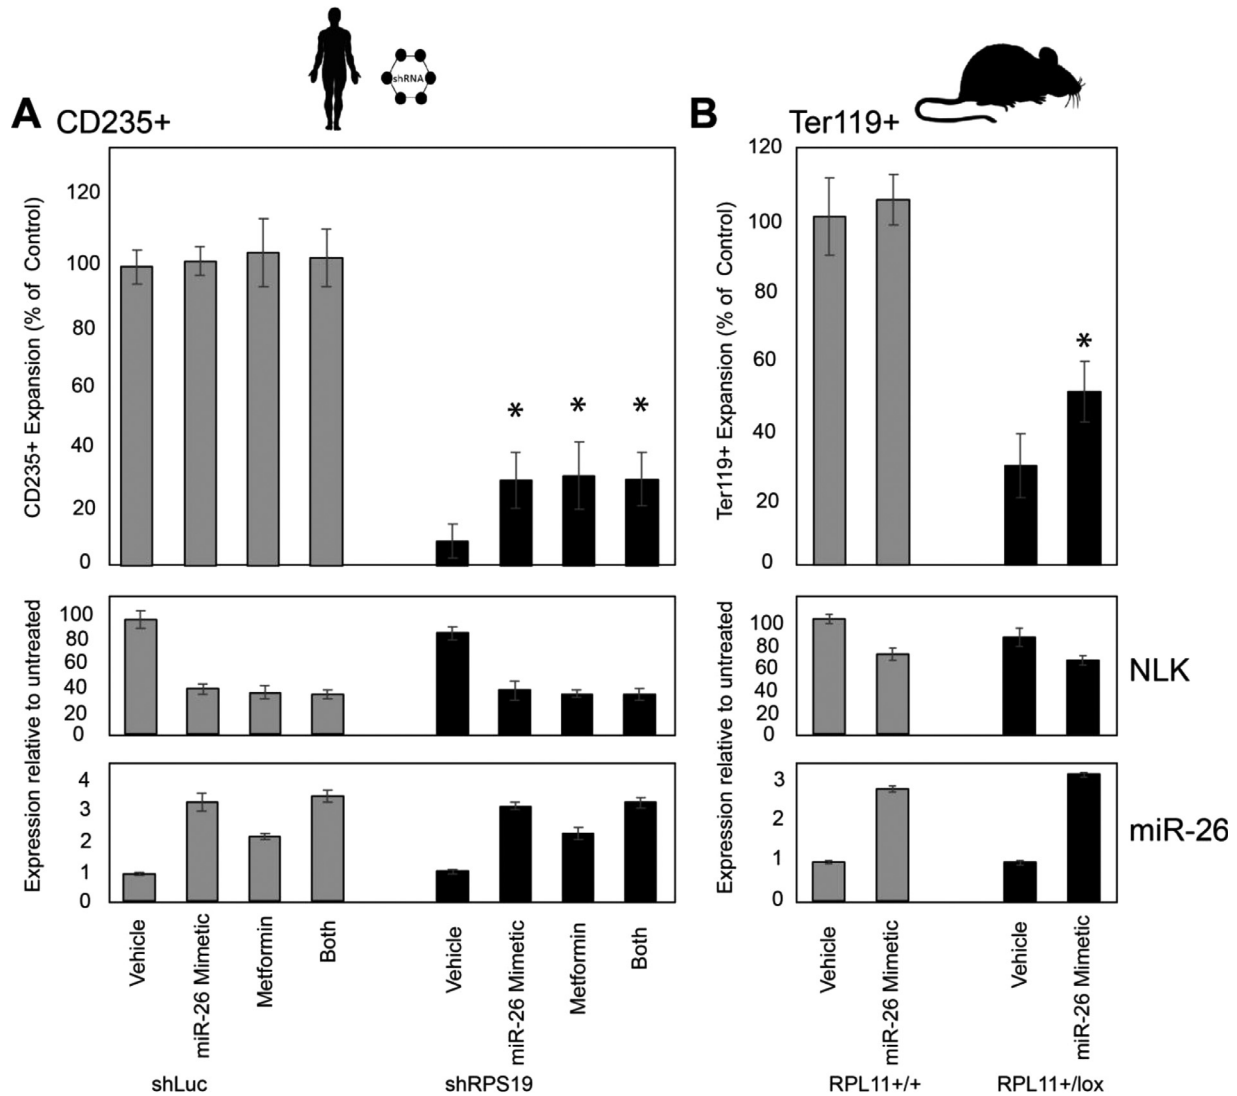 shRNA
A CD235+
CD235+ Expansion (% of Control)
120
100
80
60
40
20
0
* * *
Expression relative to untreated
100
80
60
40
20
0
4
3
2
1
0
Vehicle
miR-26 Mimetic
Metformin
Both
Vehicle
miR-26 Mimetic
Metformin
Both
shLuc
shRPS19
B Ter119+
Ter119+ Expansion (% of Control)
120
100
80
60
40
20
0
*
Expression relative to untreated
100
80
60
40
20
0
NLK
3
2
1
0
miR-26
Vehicle
miR-26 Mimetic
Vehicle
miR-26 Mimetic
RPL11+/+
RPL11+/lox